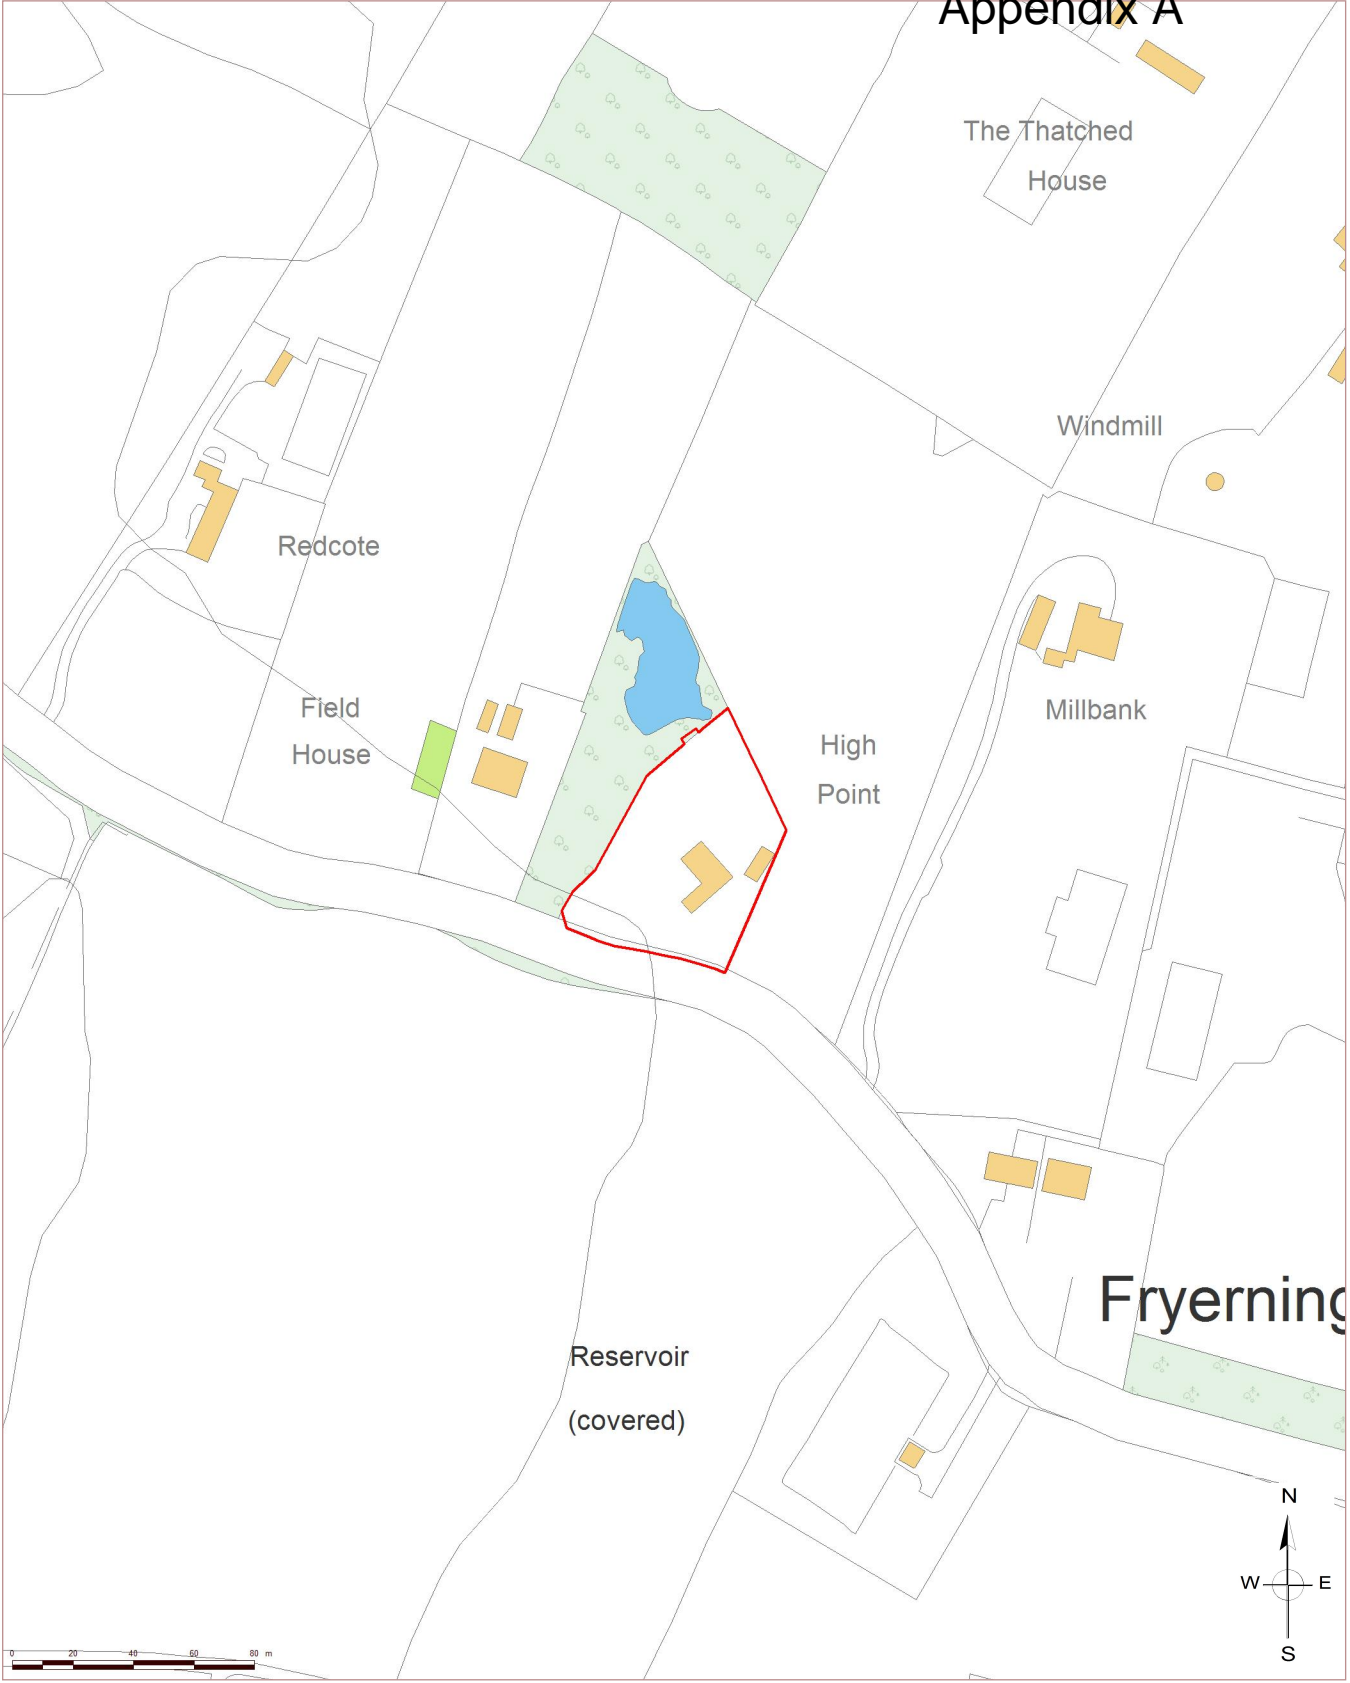 Appendix A
The Thatched
House
Windmill
Redcote
Field
House
High
Point
Millbank
Fryerning
Reservoir
(covered)
N
W E
S
0 20 40 60 80 m